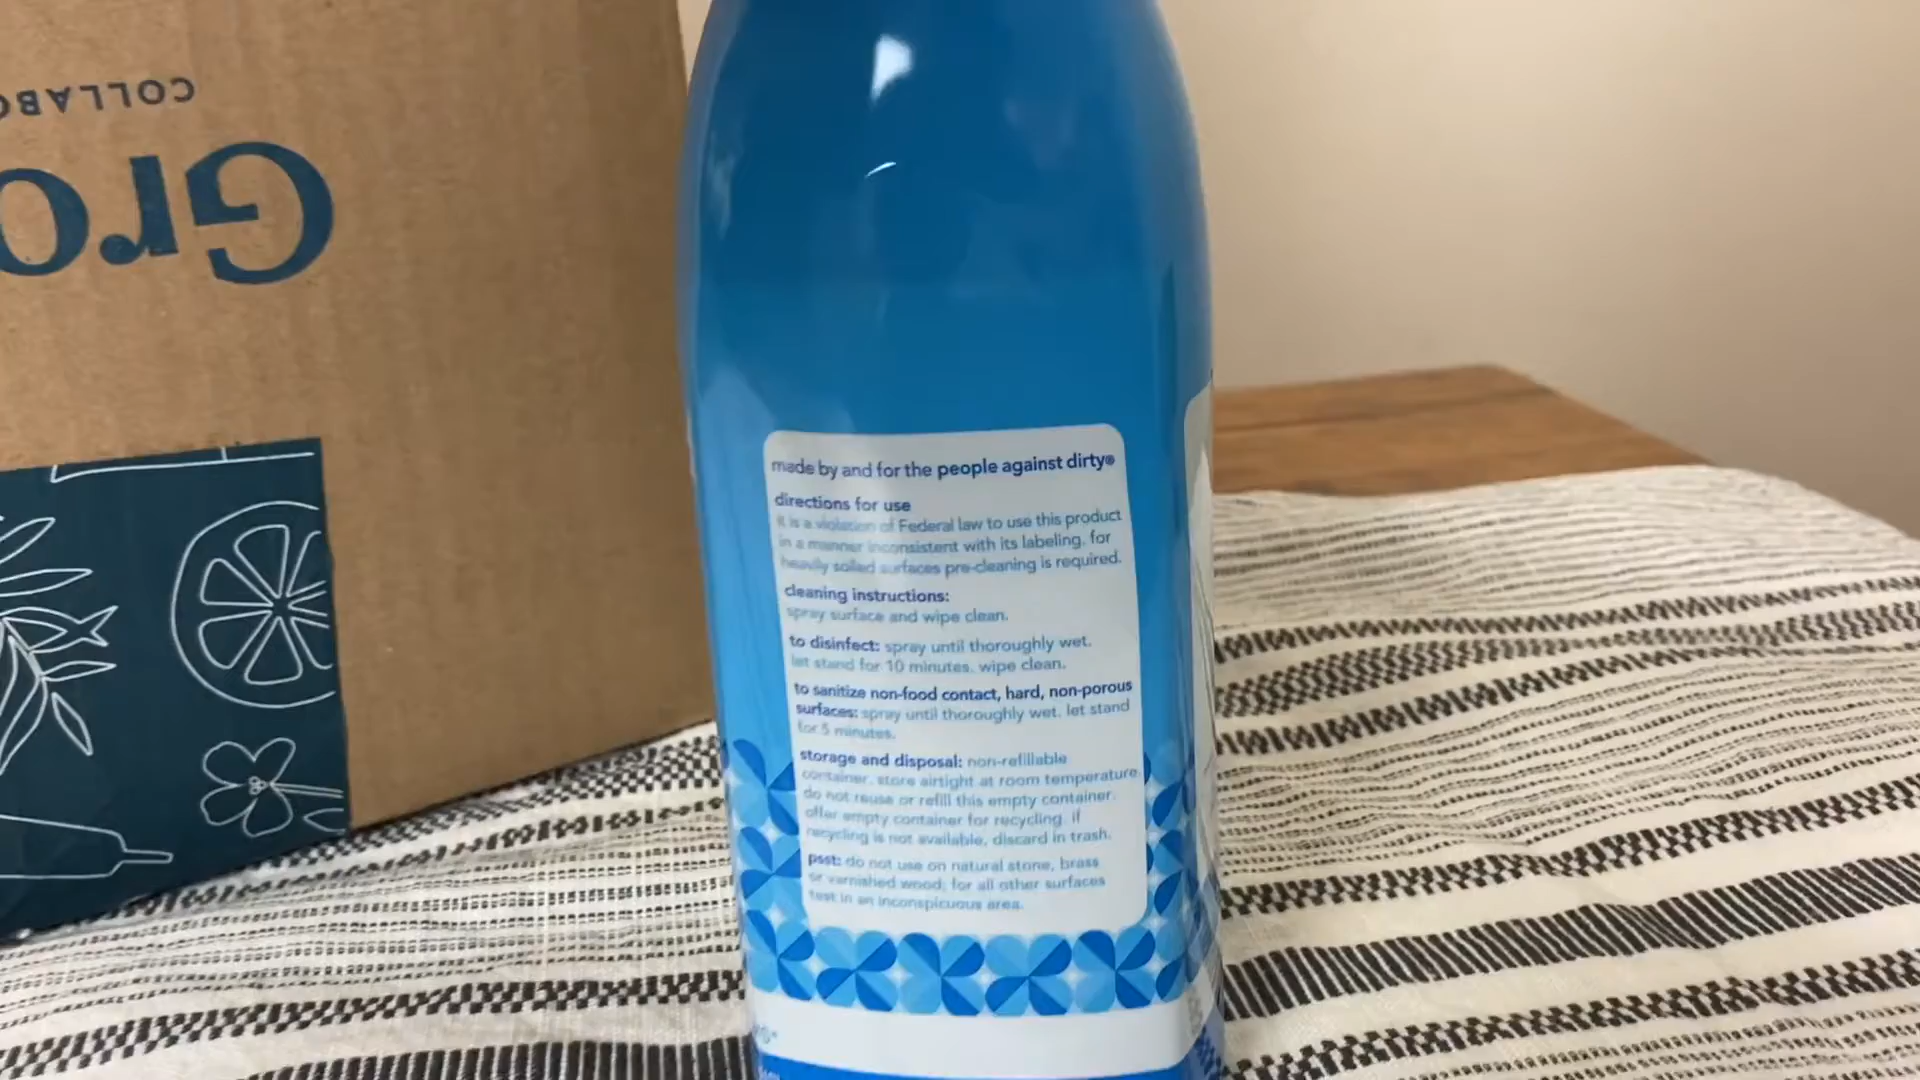 COLLABO
Gro
made by and for the people against dirty®
directions for use
it is a violation of Federal law to use this product
in a manner inconsistent with its labeling. for
heavily soiled surfaces pre-cleaning is required.
cleaning instructions:
spray surface and wipe clean.
to disinfect: spray until thoroughly wet.
let stand for 10 minutes. wipe clean.
to sanitize non-food contact, hard, non-porous
surfaces: spray until thoroughly wet. let stand
for 5 minutes.
storage and disposal: non-refillable
container. store airtight at room temperature.
do not reuse or refill this empty container.
offer empty container for recycling. if
recycling is not available, discard in trash.
psst: do not use on natural stone, brass
or varnished wood; for all other surfaces
test in an inconspicuous area.